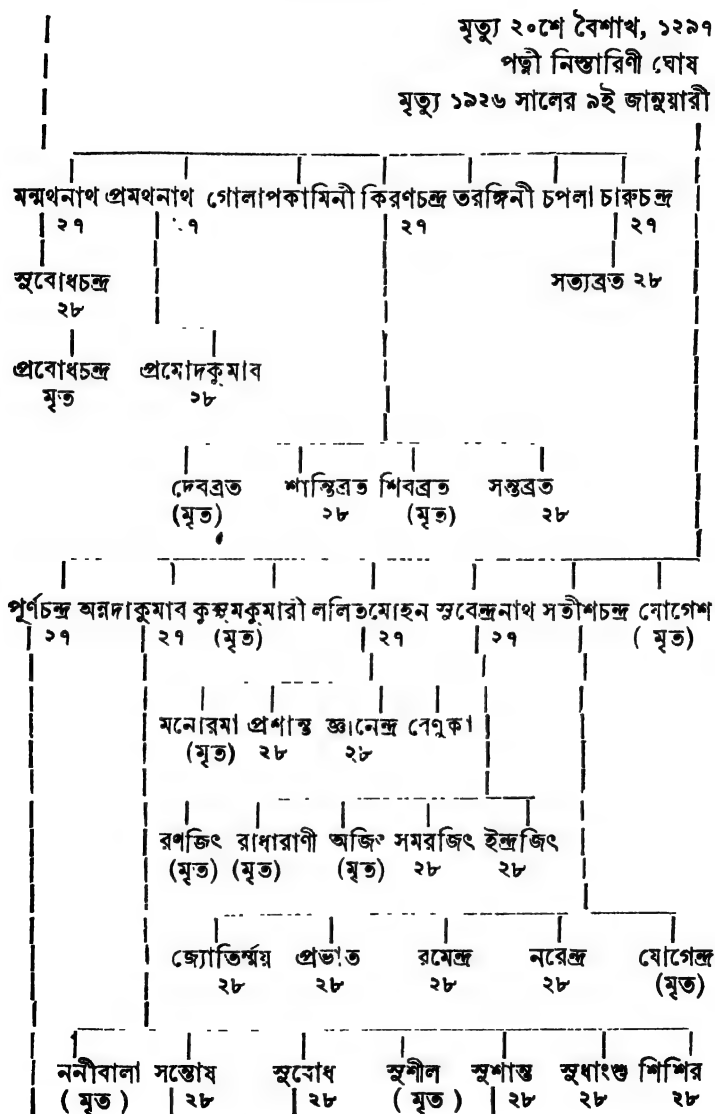 মৃত্যু ২০শে বৈশাখ, ১২৯৭
পত্নী নিস্তারিণী ঘোষ
মৃত্যু ১৯২৬ সালের ৯ই জানুয়ারী
মন্মথনাথ প্রমথনাথ গোলাপকামিনী কিরণচন্দ্র তরঙ্গিনী চপলা চারুচন্দ্র
২৭ ২৭ ২৭ ২৭
সুবোধচন্দ্র সত্যব্রত ২৮
২৮
প্রবোধচন্দ্র প্রমোদকুমাব
মৃত ২৮
দেবব্রত শান্তিব্রত শিবব্রত সন্তব্রত
(মৃত) ২৮ (মৃত) ২৮
পূর্ণচন্দ্র অন্নদাকুমাব কুসুমকুমারী ললিতমোহন সুবেন্দ্রনাথ সতীশচন্দ্র যোগেশ
২৭ ২৭ (মৃত) ২৭ ২৭ (মৃত)
মনোরমা প্রশান্ত জ্ঞানেন্দ্র বেণুকা
(মৃত) ২৮ ২৮
রণজিৎ রাধারাণী অজিৎ সমরজিৎ ইন্দ্রজিৎ
(মৃত) (মৃত) (মৃত) ২৮ ২৮
জ্যোতির্ম্ময় প্রভাত রমেন্দ্র নরেন্দ্র যোগেন্দ্র
২৮ ২৮ ২৮ ২৮ (মৃত)
ননীবালা সন্তোষ সুবোধ সুশীল সুশান্ত সুধাংশু শিশির
(মৃত) ২৮ ২৮ (মৃত) ২৮ ২৮ ২৮